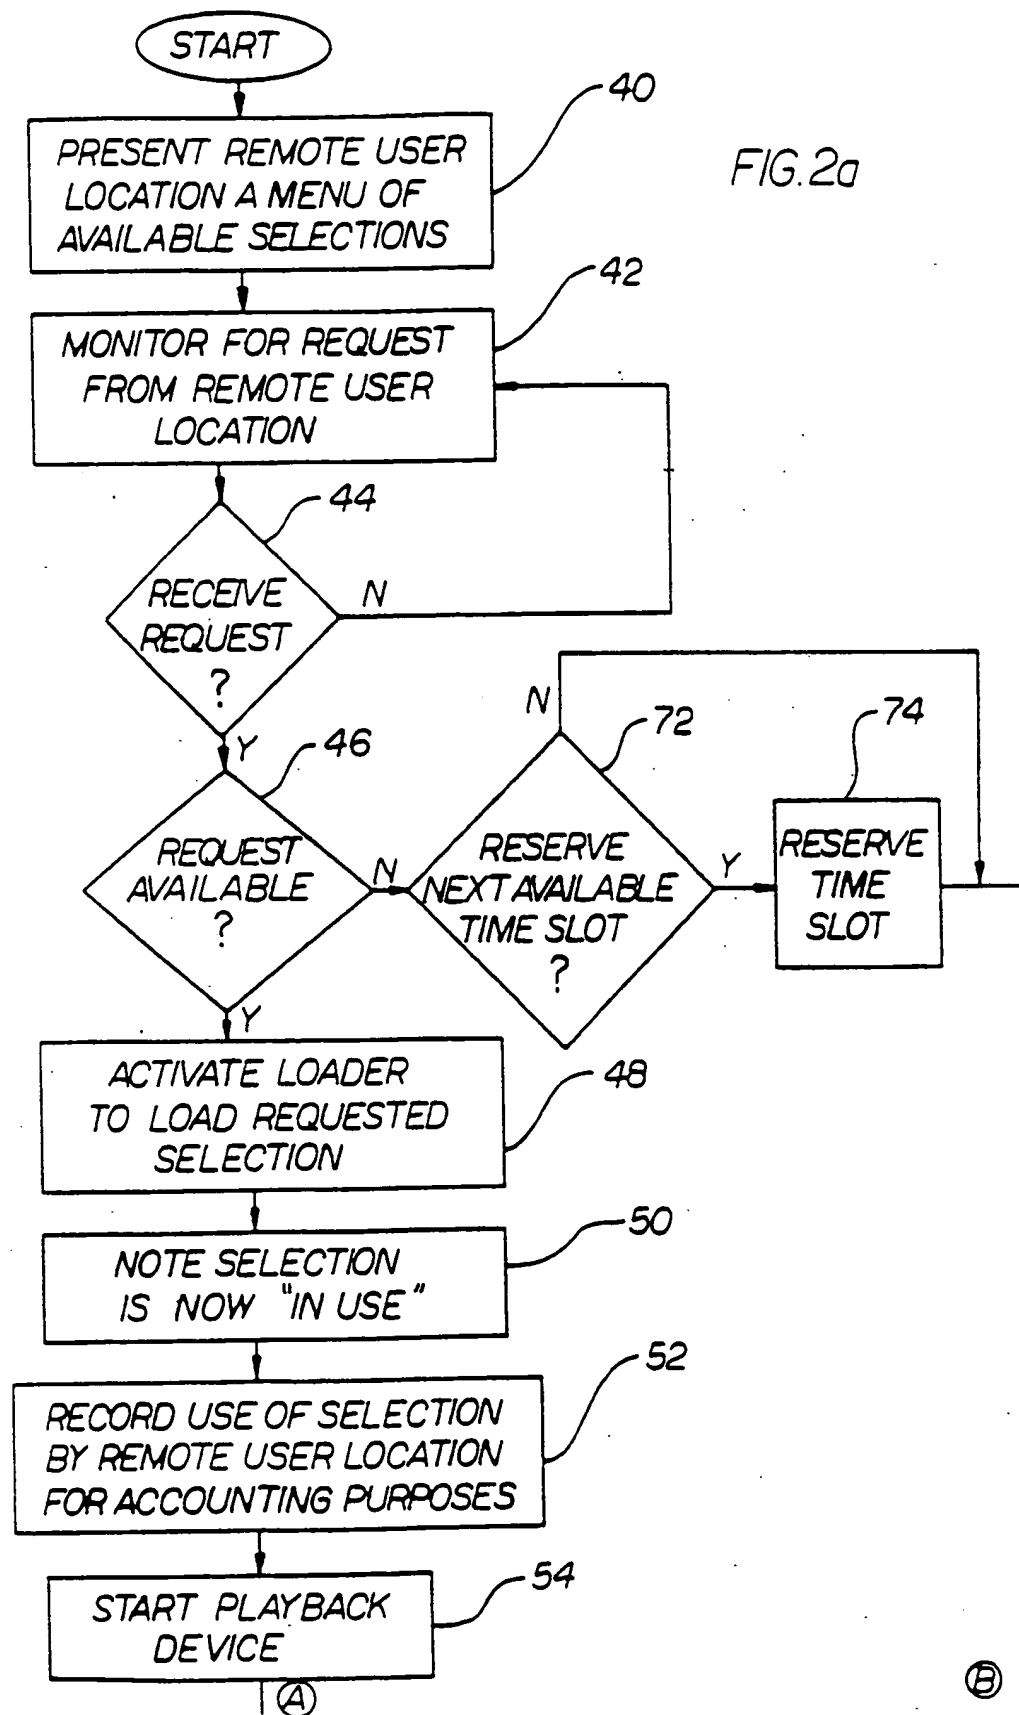 START
40
PRESENT REMOTE USER
LOCATION A MENU OF
AVAILABLE SELECTIONS
FIG. 2a
42
MONITOR FOR REQUEST
FROM REMOTE USER
LOCATION
44
RECEIVE
REQUEST
?
N
Y
46
REQUEST
AVAILABLE
?
N
72
RESERVE
NEXT AVAILABLE
TIME SLOT
?
N
Y
74
RESERVE
TIME
SLOT
Y
ACTIVATE LOADER
TO LOAD REQUESTED
SELECTION
48
NOTE SELECTION
IS NOW "IN USE"
50
RECORD USE OF SELECTION
BY REMOTE USER LOCATION
FOR ACCOUNTING PURPOSES
52
START PLAYBACK
DEVICE
54
A
B